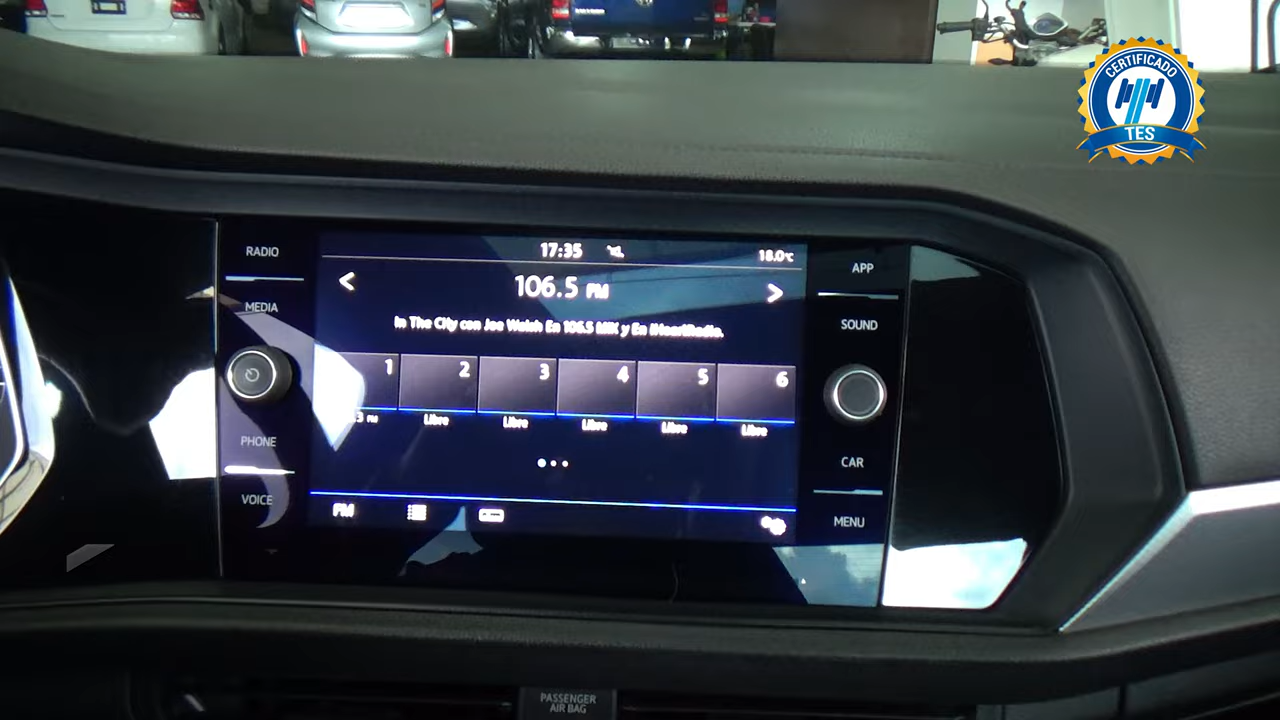 CERTIFICADO
TES
RADIO
MEDIA
PHONE
VOICE
17:35
18.0°C
106.5 FM
In The City con Joe Walsh En 106.5 MIX y En iHeartRadio.
1 2 3 4 5 6
Libre Libre Libre Libre Libre
FM
APP
SOUND
CAR
MENU
PASSENGER
AIR BAG